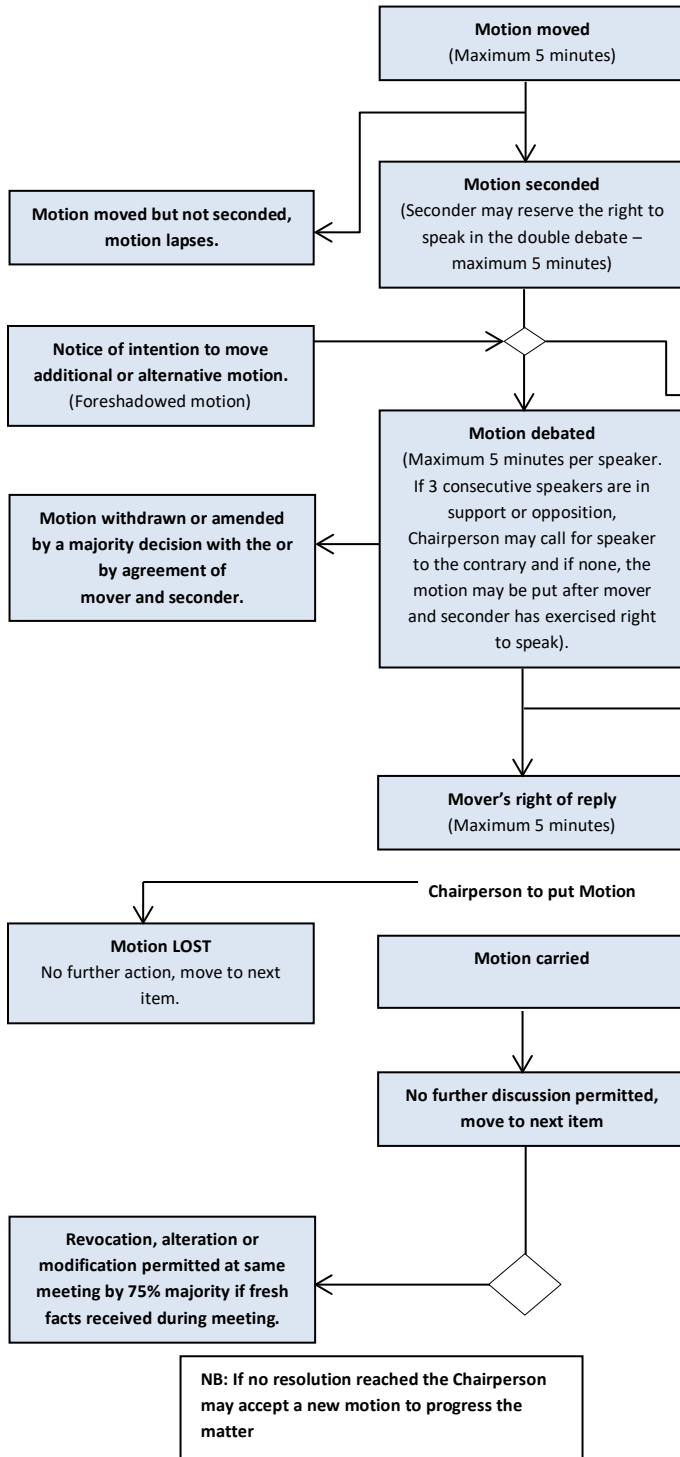 Motion moved
(Maximum 5 minutes)
Motion seconded
(Seconder may reserve the right to
speak in the double debate –
maximum 5 minutes)
Motion moved but not seconded,
motion lapses.
Notice of intention to move
additional or alternative motion.
(Foreshadowed motion)
Motion debated
(Maximum 5 minutes per speaker.
If 3 consecutive speakers are in
support or opposition,
Chairperson may call for speaker
to the contrary and if none, the
motion may be put after mover
and seconder has exercised right
to speak).
Motion withdrawn or amended
by a majority decision with the or
by agreement of
mover and seconder.
Mover’s right of reply
(Maximum 5 minutes)
Chairperson to put Motion
Motion LOST
No further action, move to next
item.
Motion carried
No further discussion permitted,
move to next item
Revocation, alteration or
modification permitted at same
meeting by 75% majority if fresh
facts received during meeting.
NB: If no resolution reached the Chairperson
may accept a new motion to progress the
matter